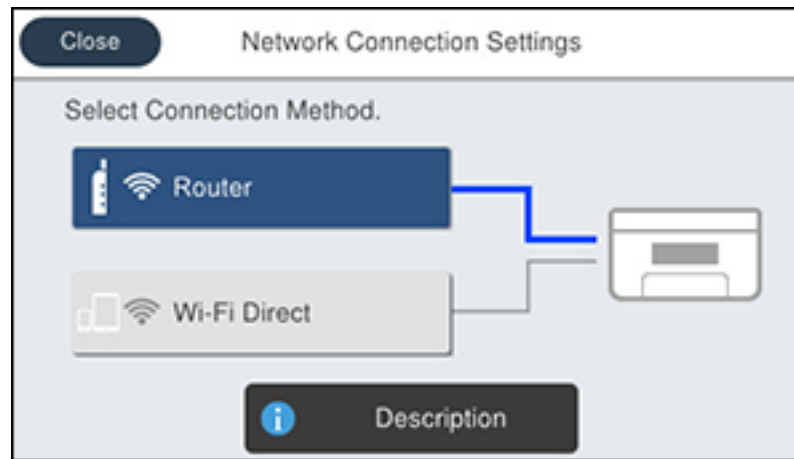 Close
Network Connection Settings
Select Connection Method.
Router
Wi-Fi Direct
Description